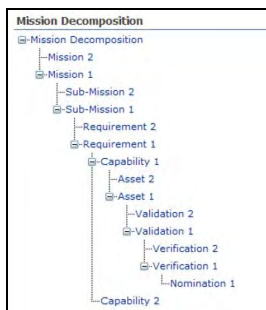 Mission Decomposition
Mission Decomposition
Mission 2
Mission 1
Sub-Mission 2
Sub-Mission 1
Requirement 2
Requirement 1
Capability 1
Asset 2
Asset 1
Validation 2
Validation 1
Verification 2
Verification 1
Nomination 1
Capability 2